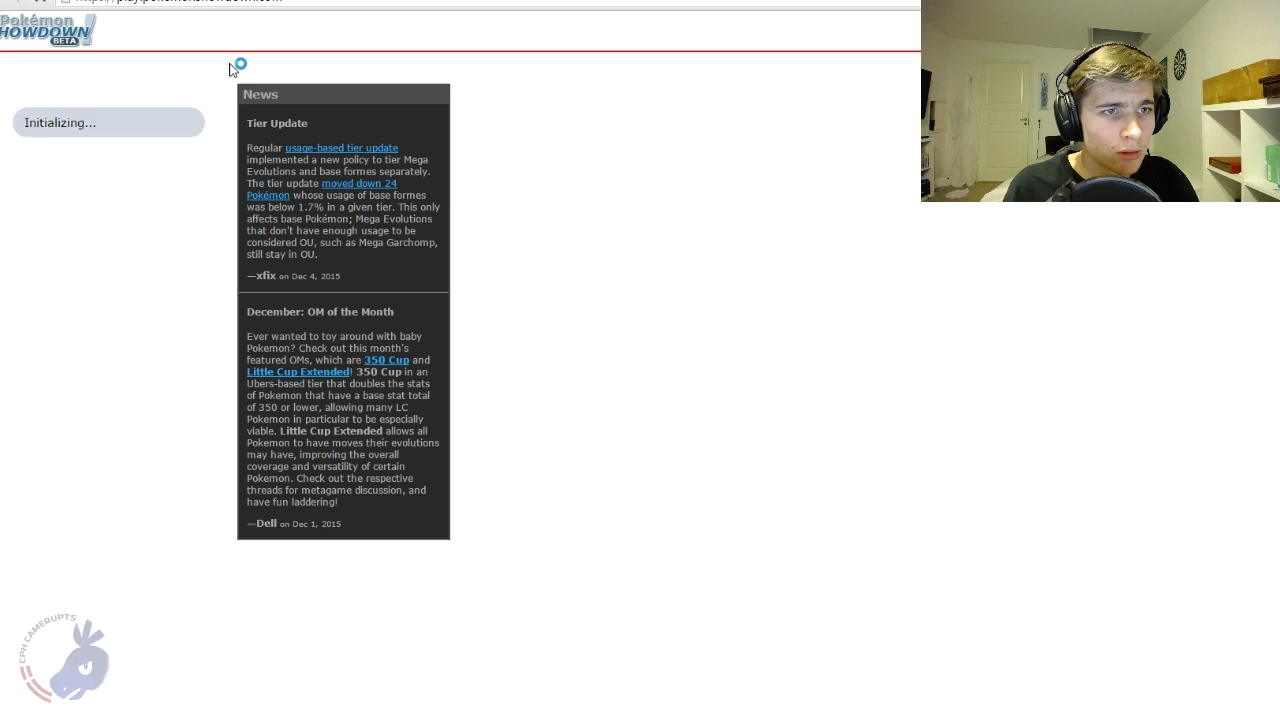 Pokémon
HOWDOWN!
BETA
Initializing...
News
Tier Update
Regular usage-based tier update
implemented a new policy to tier Mega
Evolutions and base formes separately.
The tier update moved down 24
Pokémon whose usage of base formes
was below 1.7% in a given tier. This only
affects base Pokémon; Mega Evolutions
that don't have enough usage to be
considered OU, such as Mega Garchomp,
still stay in OU.
—xfix on Dec 4, 2015
December: OM of the Month
Ever wanted to toy around with baby
Pokemon? Check out this month's
featured OMs, which are 350 Cup and
Little Cup Extended! 350 Cup in an
Ubers-based tier that doubles the stats
of Pokemon that have a base stat total
of 350 or lower, allowing many LC
Pokemon in particular to be especially
viable. Little Cup Extended allows all
Pokemon to have moves their evolutions
may have, improving the overall
coverage and versatility of certain
Pokemon. Check out the respective
threads for metagame discussion, and
have fun laddering!
—Dell on Dec 1, 2015
CPH CAMERUPTS